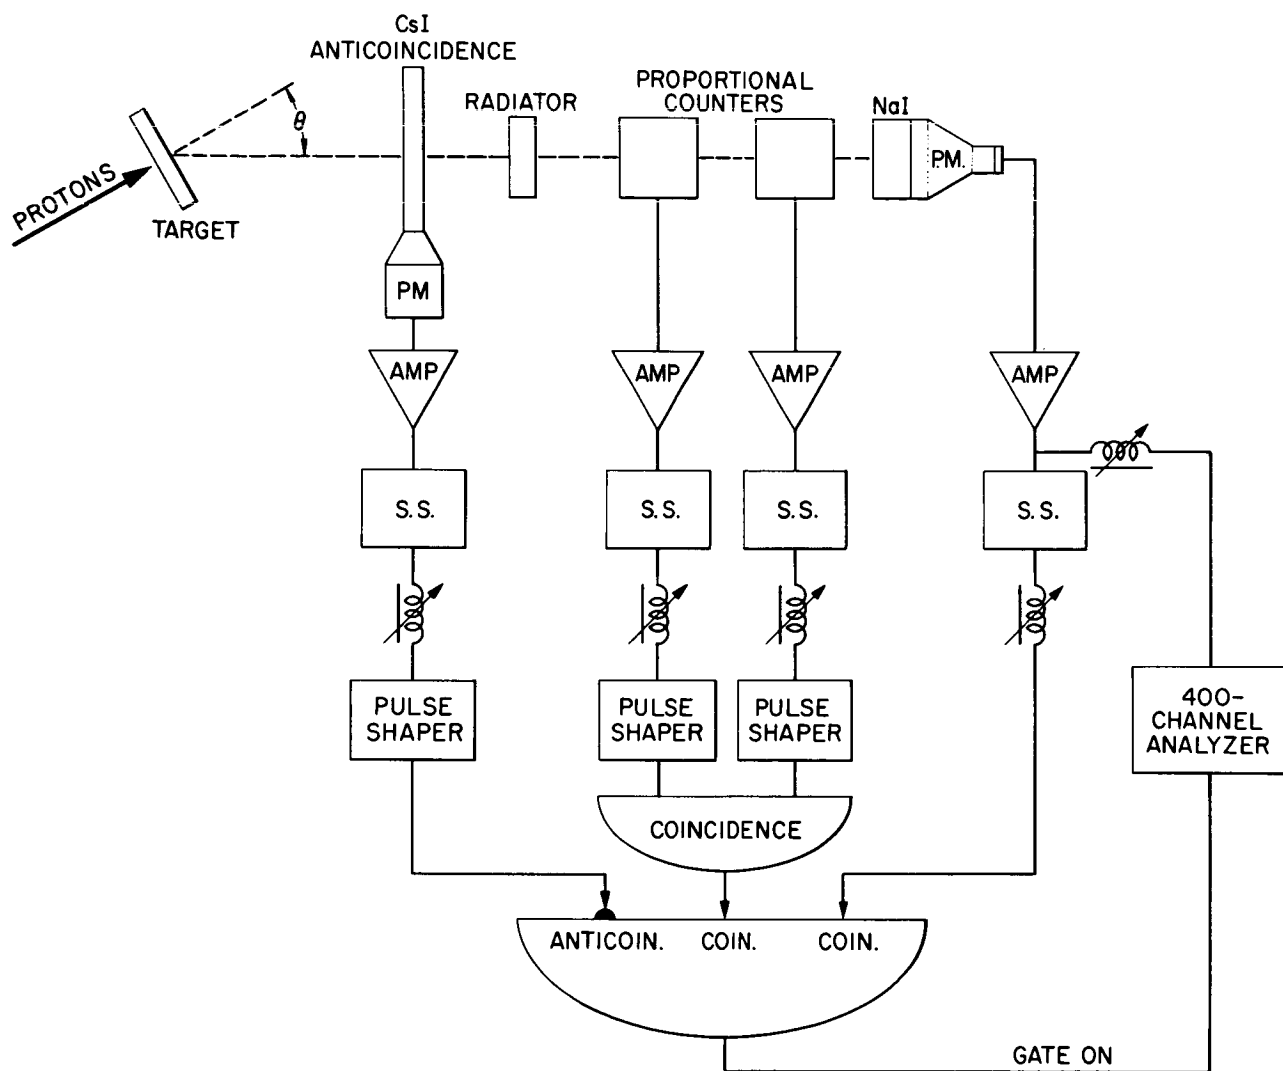 CsI
ANTICOINCIDENCE
RADIATOR
PROPORTIONAL
COUNTERS
NaI
θ
P.M.
PROTONS
TARGET
PM
AMP
AMP
AMP
AMP
S.S.
S.S.
S.S.
S.S.
PULSE
SHAPER
PULSE
SHAPER
PULSE
SHAPER
400-
CHANNEL
ANALYZER
COINCIDENCE
ANTICOIN.
COIN.
COIN.
GATE ON